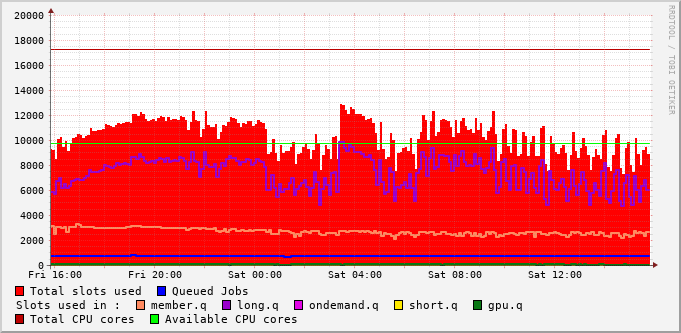 RRDTOOL / TOBI OETIKER
20000
18000
16000
14000
12000
10000
8000
6000
4000
2000
0
Fri 16:00 Fri 20:00 Sat 00:00 Sat 04:00 Sat 08:00 Sat 12:00
Total slots used Queued Jobs
Slots used in : member.q long.q ondemand.q short.q gpu.q
Total CPU cores Available CPU cores